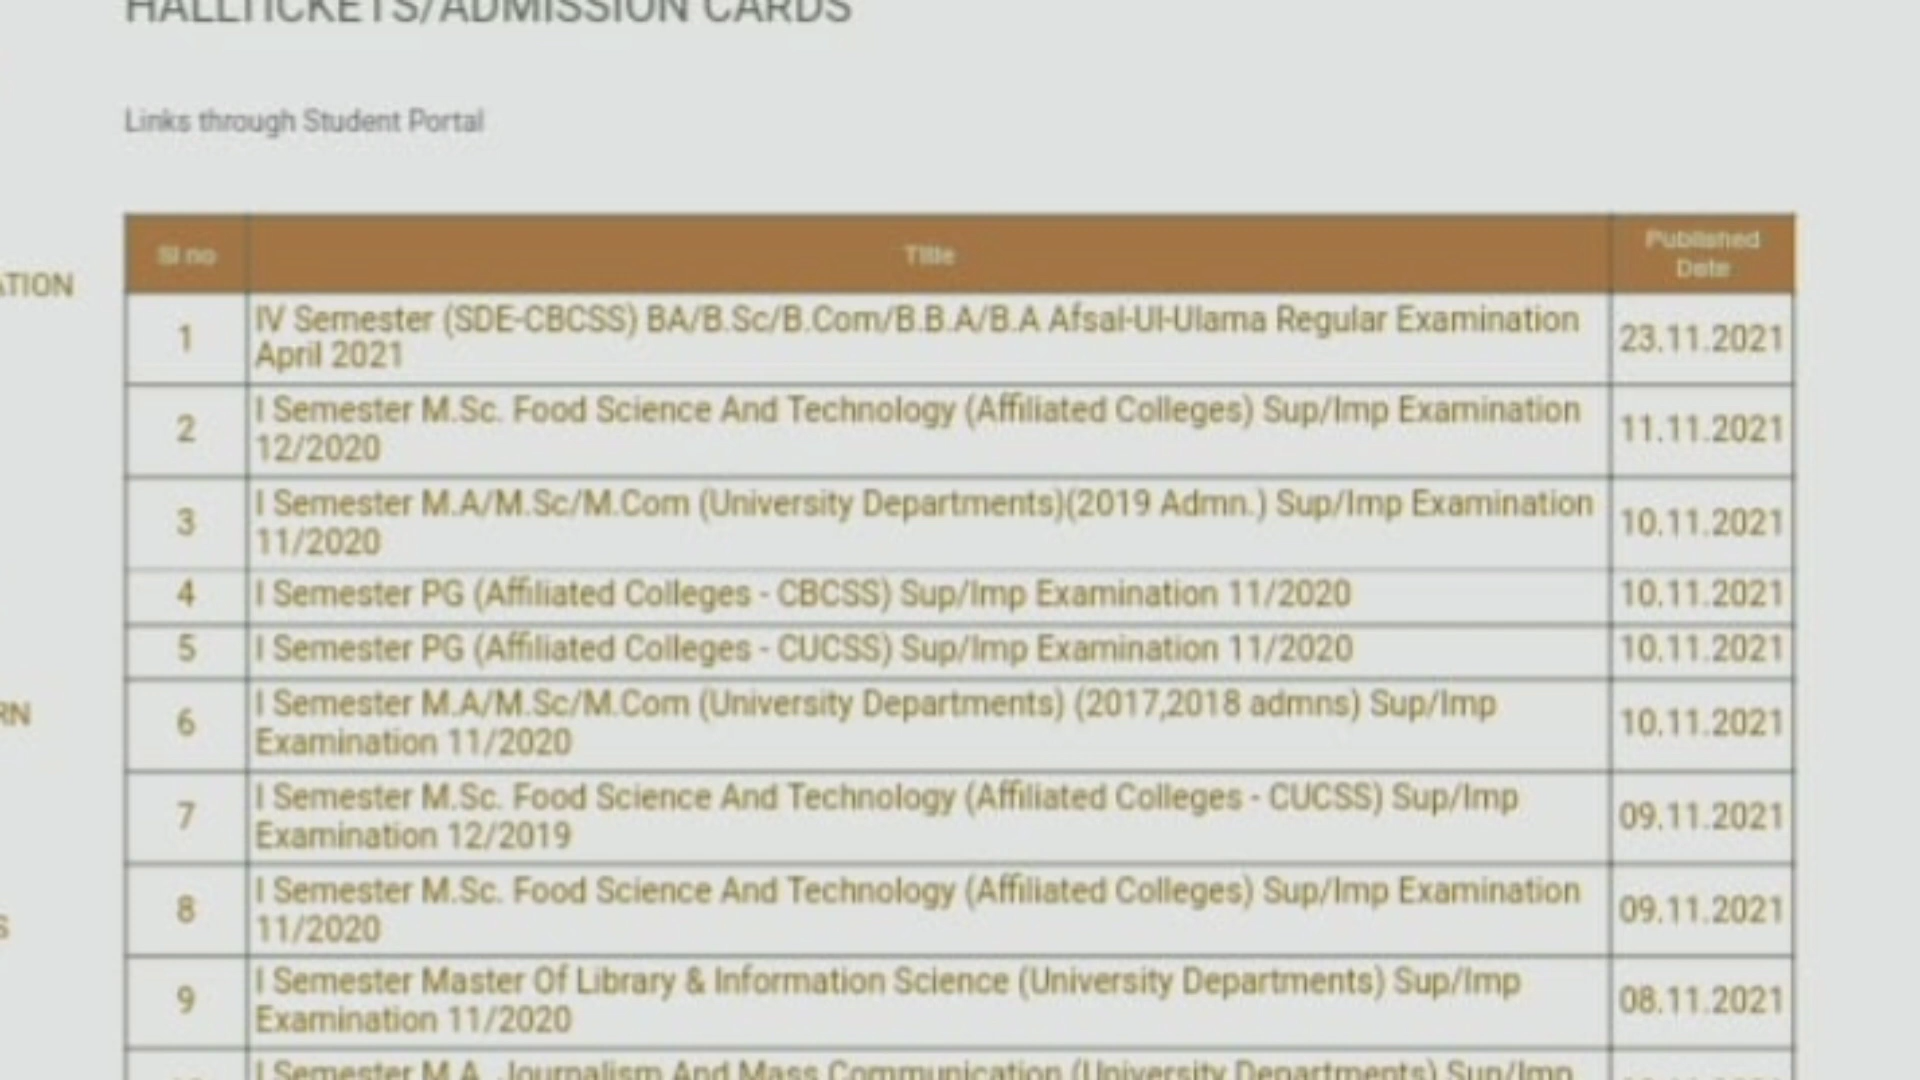 HALLTICKETS/ADMISSION CARDS
Links through Student Portal
Sl no Title Published Date
ATION
1 IV Semester (SDE-CBCSS) BA/B.Sc/B.Com/B.B.A/B.A Afsal-Ul-Ulama Regular Examination
April 2021 23.11.2021
2 I Semester M.Sc. Food Science And Technology (Affiliated Colleges) Sup/Imp Examination
12/2020 11.11.2021
3 I Semester M.A/M.Sc/M.Com (University Departments)(2019 Admn.) Sup/Imp Examination
11/2020 10.11.2021
4 I Semester PG (Affiliated Colleges - CBCSS) Sup/Imp Examination 11/2020 10.11.2021
5 I Semester PG (Affiliated Colleges - CUCSS) Sup/Imp Examination 11/2020 10.11.2021
RN
6 I Semester M.A/M.Sc/M.Com (University Departments) (2017,2018 admns) Sup/Imp
Examination 11/2020 10.11.2021
7 I Semester M.Sc. Food Science And Technology (Affiliated Colleges - CUCSS) Sup/Imp
Examination 12/2019 09.11.2021
8 I Semester M.Sc. Food Science And Technology (Affiliated Colleges) Sup/Imp Examination
11/2020 09.11.2021
S
9 I Semester Master Of Library & Information Science (University Departments) Sup/Imp
Examination 11/2020 08.11.2021
I Semester M.A. Journalism And Mass Communication (University Departments) Sup/Imp